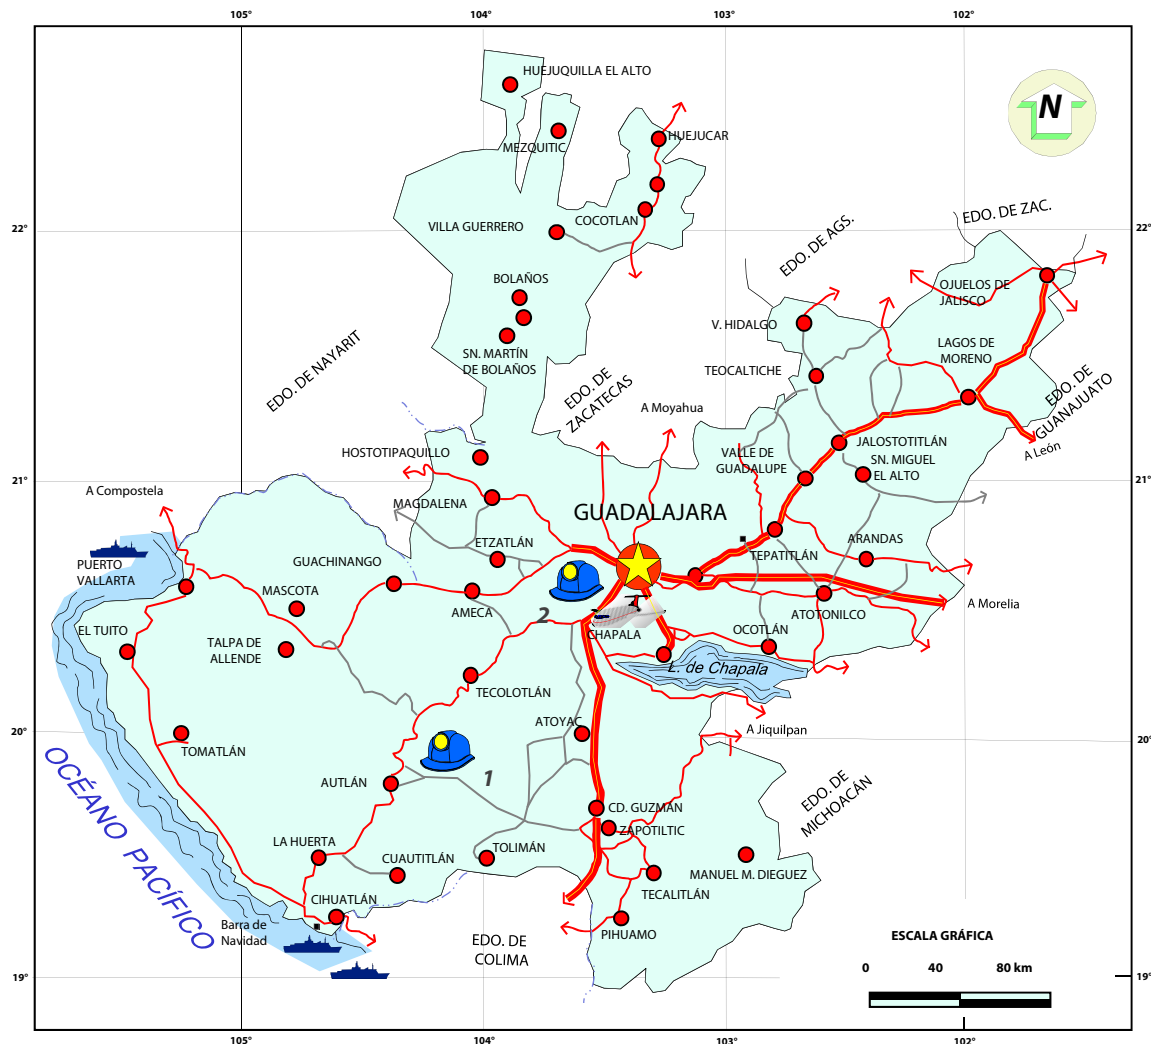 105°
104°
103°
102°
HUEJUQUILLA EL ALTO
N
MEZQUITIC
HUEJUCAR
22°
VILLA GUERRERO
COCOTLAN
EDO. DE AGS.
EDO. DE ZAC.
22°
BOLAÑOS
OJUELOS DE
JALISCO
V. HIDALGO
SN. MARTÍN
DE BOLAÑOS
LAGOS DE
MORENO
EDO. DE NAYARIT
EDO. DE
ZACATECAS
TEOCALTICHE
EDO. DE
GUANAJUATO
A Moyahua
HOSTOTIPAQUILLO
VALLE DE
GUADALUPE
JALOSTOTITLÁN
SN. MIGUEL
EL ALTO
A León
21°
21°
A Compostela
MAGDALENA
GUADALAJARA
ETZATLÁN
TEPATITLÁN
ARANDAS
PUERTO
VALLARTA
GUACHINANGO
MASCOTA
AMECA
2
CHAPALA
ATOTONILCO
A Morelia
EL TUITO
TALPA DE
ALLENDE
OCOTLÁN
L. de Chapala
TECOLOTLÁN
20°
ATOYAC
A Jiquilpan
20°
TOMATLÁN
AUTLÁN
1
OCÉANO PACÍFICO
CD. GUZMÁN
ZAPOTILTIC
EDO. DE
MICHOACÁN
LA HUERTA
CUAUTITLÁN
TOLIMÁN
TECALITLÁN
MANUEL M. DIEGUEZ
CIHUATLÁN
Barra de
Navidad
EDO. DE
COLIMA
PIHUAMO
ESCALA GRÁFICA
0
40
80 km
19°
19°
105°
104°
103°
102°